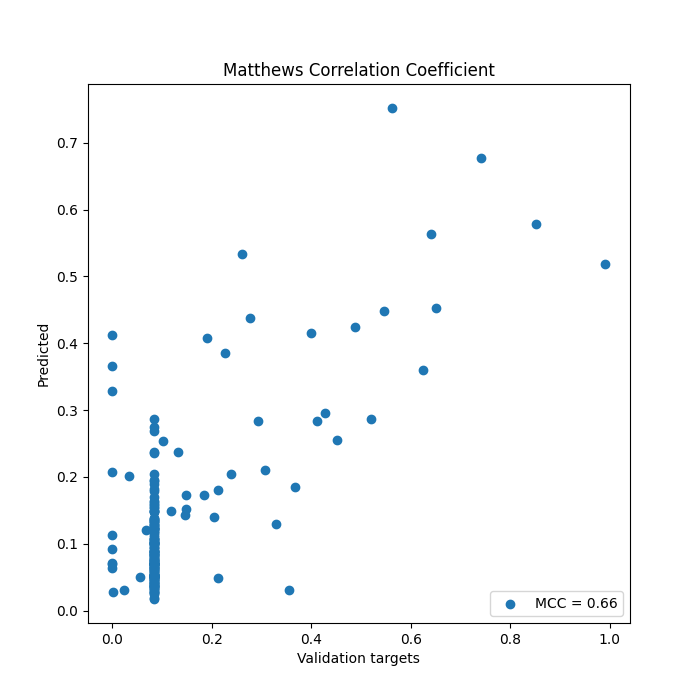 Matthews Correlation Coefficient
0.7
0.6
0.5
0.4
0.3
0.2
0.1
0.0
Predicted
MCC = 0.66
0.0 0.2 0.4 0.6 0.8 1.0
Validation targets